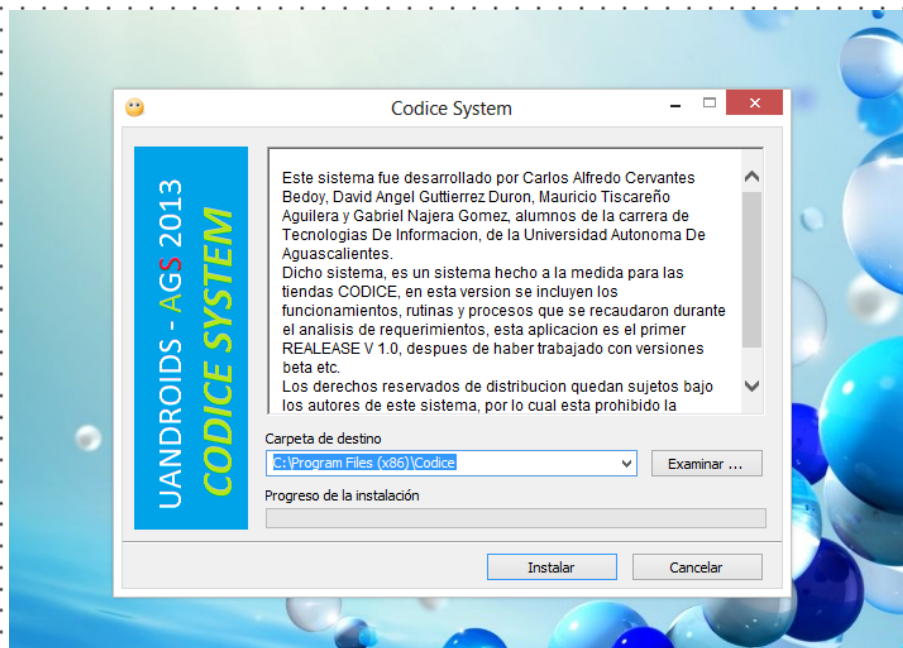 Codice System
UANDROIDS - AGS 2013
CODICE SYSTEM
Este sistema fue desarrollado por Carlos Alfredo Cervantes
Bedoy, David Angel Guttierrez Duron, Mauricio Tiscareño
Aguilera y Gabriel Najera Gomez, alumnos de la carrera de
Tecnologias De Informacion, de la Universidad Autonoma De
Aguascalientes.
Dicho sistema, es un sistema hecho a la medida para las
tiendas CODICE, en esta version se incluyen los
funcionamientos, rutinas y procesos que se recaudaron durante
el analisis de requerimientos, esta aplicacion es el primer
REALEASE V 1.0, despues de haber trabajado con versiones
beta etc.
Los derechos reservados de distribucion quedan sujetos bajo
los autores de este sistema, por lo cual esta prohibido la
Carpeta de destino
C:\Program Files (x86)\Codice
Examinar ...
Progreso de la instalación
Instalar
Cancelar